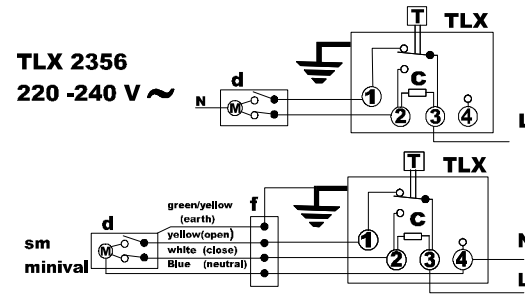 T TLX
TLX 2356
220 -240 V ~
d
N M
1 C 2 3 4
L
T TLX
green/yellow
(earth)
f
d
yellow(open)
sm
white (close)
minival
M
Blue (neutral)
1 C 2 3 4
N
L